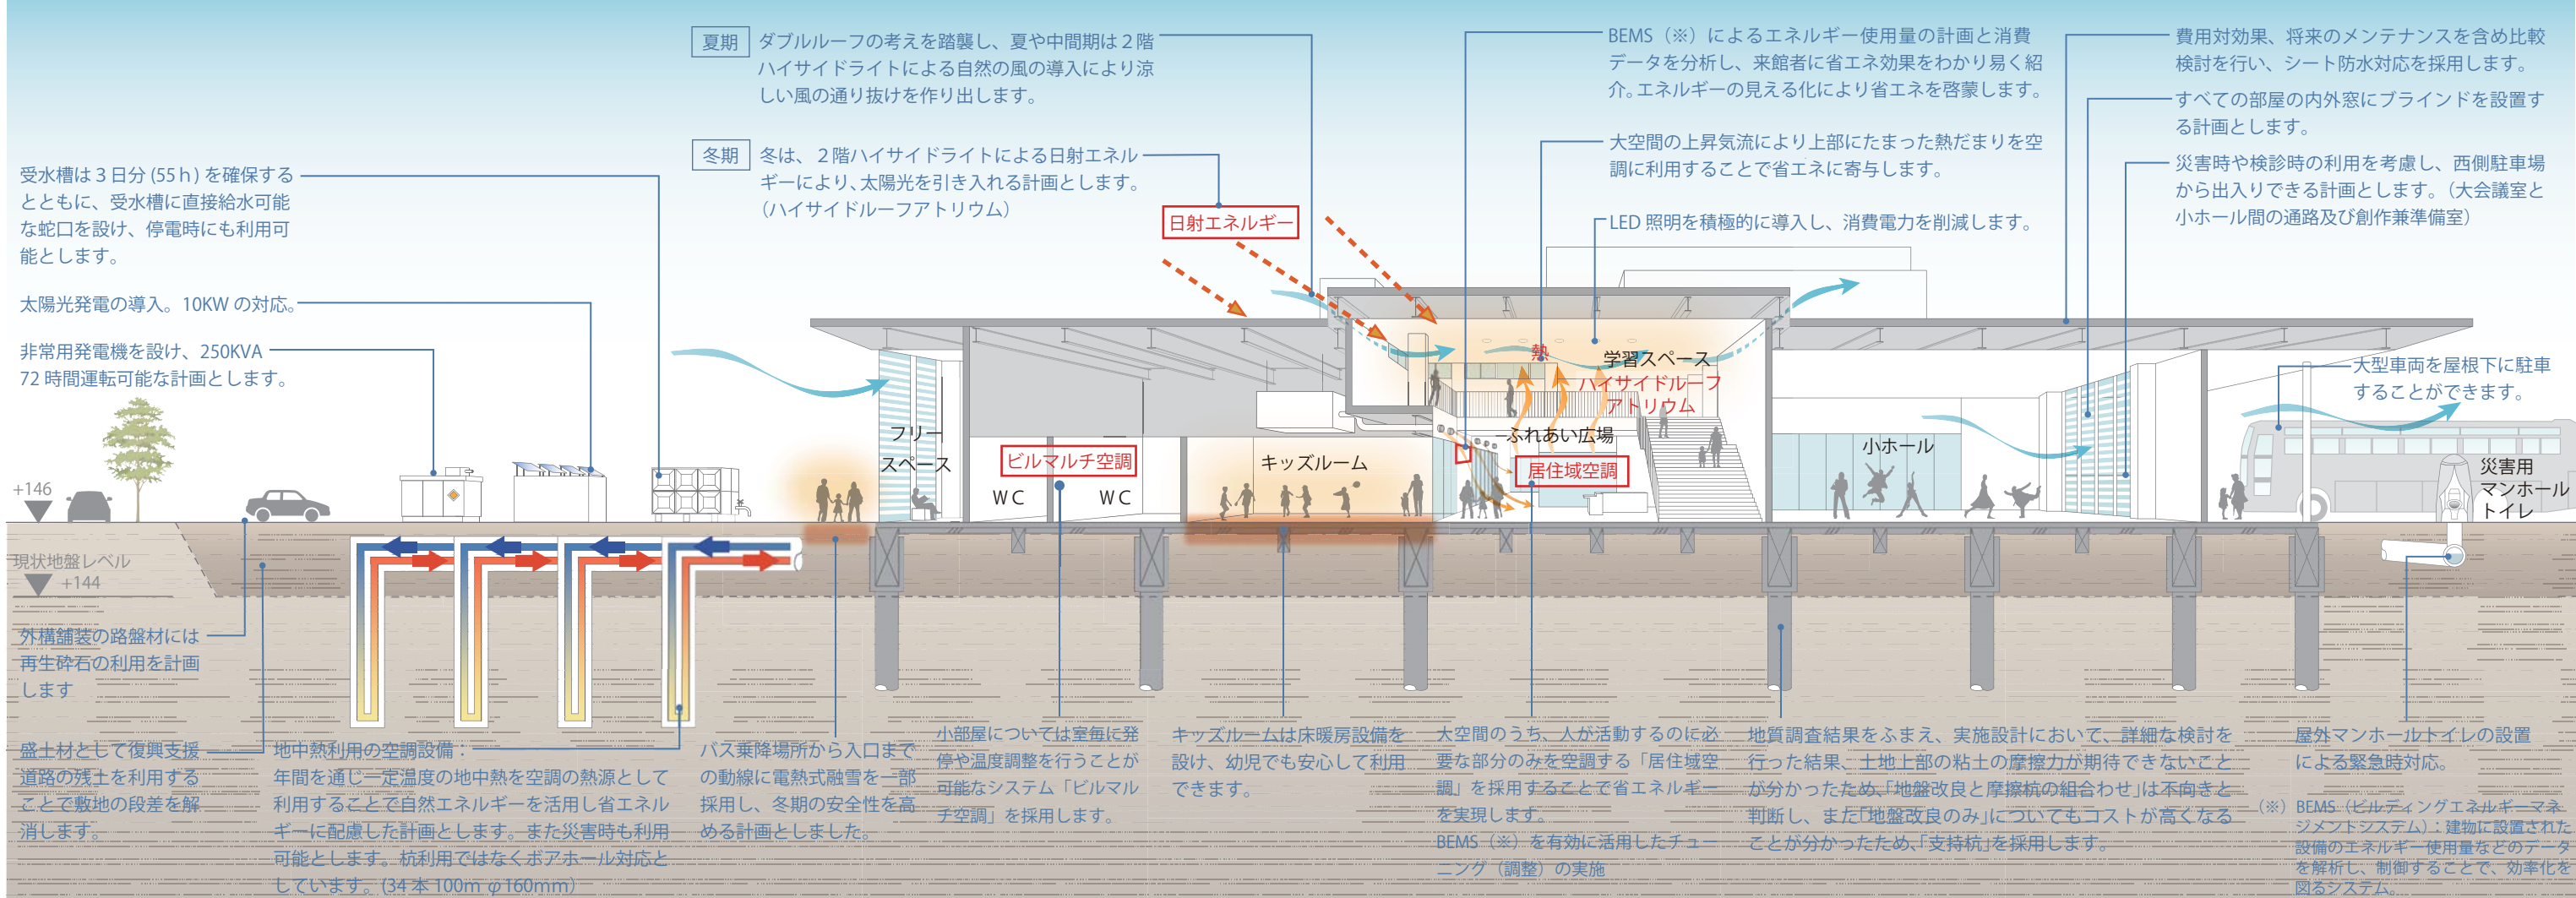 夏期
ダブルルーフの考えを踏襲し、夏や中間期は２階
ハイサイドライトによる自然の風の導入により涼
しい風の通り抜けを作り出します。
冬期
冬は、２階ハイサイドライトによる日射エネル
ギーにより、太陽光を引き入れる計画とします。
（ハイサイドルーフアトリウム）
日射エネルギー
BEMS（※）によるエネルギー使用量の計画と消費
データを分析し、来館者に省エネ効果をわかり易く紹
介。エネルギーの見える化により省エネを啓蒙します。
大空間の上昇気流により上部にたまった熱だまりを空
調に利用することで省エネに寄与します。
LED 照明を積極的に導入し、消費電力を削減します。
費用対効果、将来のメンテナンスを含め比較
検討を行い、シート防水対応を採用します。
すべての部屋の内外窓にブラインドを設置す
る計画とします。
災害時や検診時の利用を考慮し、西側駐車場
から出入りできる計画とします。（大会議室と
小ホール間の通路及び創作兼準備室）
受水槽は３日分 (55ｈ) を確保する
とともに、受水槽に直接給水可能
な蛇口を設け、停電時にも利用可
能とします。
太陽光発電の導入。10KW の対応。
非常用発電機を設け、250KVA
72 時間運転可能な計画とします。
大型車両を屋根下に駐車
することができます。
熱
学習スペース
ハイサイドルーフ
アトリウム
フリー
スペース
ビルマルチ空調
ＷＣ
ＷＣ
キッズルーム
ふれあい広場
居住域空調
小ホール
災害用
マンホール
トイレ
+146
現状地盤レベル
+144
外構舗装の路盤材には
再生砕石の利用を計画
します
盛土材として復興支援
道路の残土を利用する
ことで敷地の段差を解
消します。
地中熱利用の空調設備：
年間を通じ一定温度の地中熱を空調の熱源として
利用することで自然エネルギーを活用し省エネル
ギーに配慮した計画とします。また災害時も利用
可能とします。杭利用ではなくボアホール対応と
しています。(34 本 100m φ160mm）
バス乗降場所から入口まで
の動線に電熱式融雪を一部
採用し、冬期の安全性を高
める計画としました。
小部屋については室毎に発
停や温度調整を行うことが
可能なシステム「ビルマル
チ空調」を採用します。
キッズルームは床暖房設備を
設け、幼児でも安心して利用
できます。
大空間のうち、人が活動するのに必
要な部分のみを空調する「居住域空
調」を採用することで省エネルギー
を実現します。
BEMS（※）を有効に活用したチュー
ニング（調整）の実施
地質調査結果をふまえ、実施設計において、詳細な検討を
行った結果、土地上部の粘土の摩擦力が期待できないこと
が分かったため、「地盤改良と摩擦杭の組合わせ」は不向きと
判断し、また「地盤改良のみ」についてもコストが高くなる
ことが分かったため、「支持杭」を採用します。
屋外マンホールトイレの設置
による緊急時対応。
（※）BEMS（ビルディングエネルギーマネ
ジメントシステム）：建物に設置された
設備のエネルギー使用量などのデータ
を解析し、制御することで、効率化を
図るシステム。